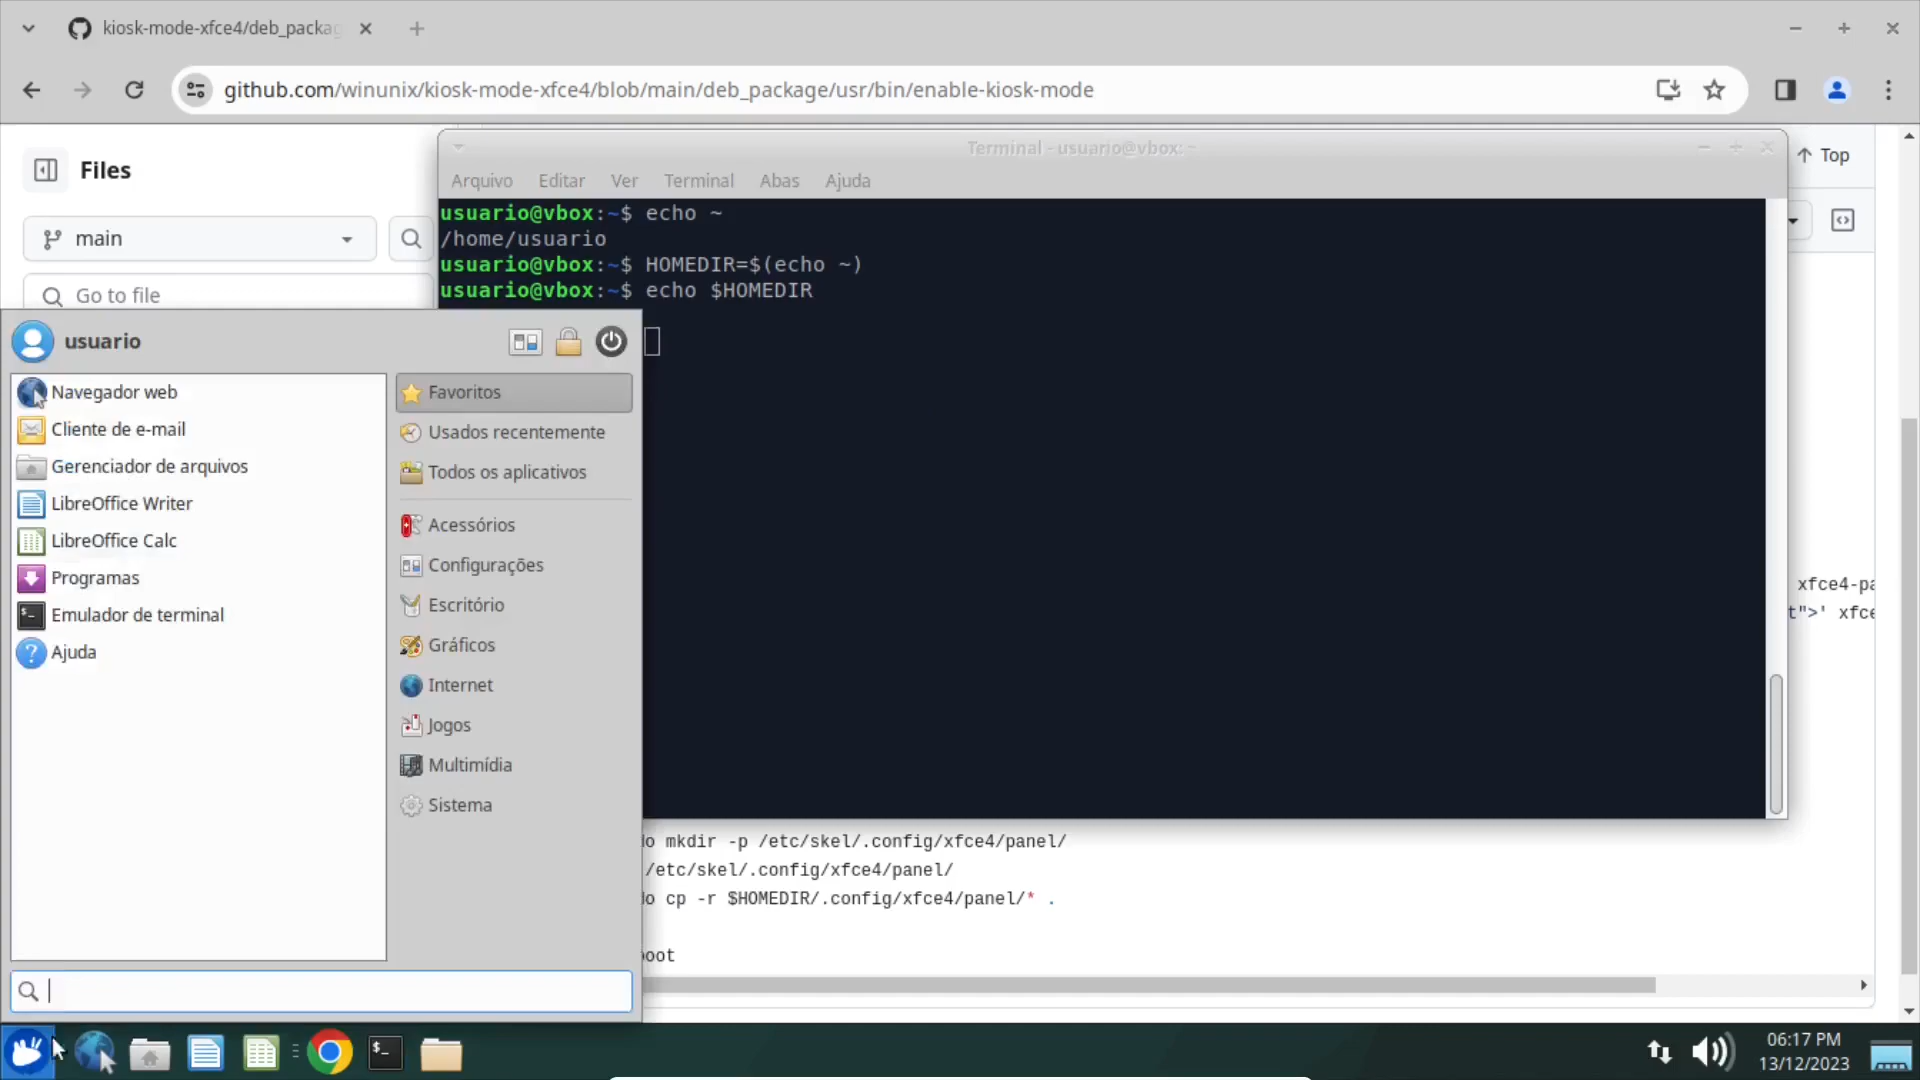 kiosk-mode-xfce4/deb_packag
github.com/winunix/kiosk-mode-xfce4/blob/main/deb_package/usr/bin/enable-kiosk-mode
Files
main
Go to file
Top
Terminal - usuario@vbox: ~
Arquivo Editar Ver Terminal Abas Ajuda
usuario@vbox:~$ echo ~
/home/usuario
usuario@vbox:~$ HOMEDIR=$(echo ~)
usuario@vbox:~$ echo $HOMEDIR
usuario
Navegador web
Cliente de e-mail
Gerenciador de arquivos
LibreOffice Writer
LibreOffice Calc
Programas
Emulador de terminal
Ajuda
Favoritos
Usados recentemente
Todos os aplicativos
Acessórios
Configurações
Escritório
Gráficos
Internet
Jogos
Multimídia
Sistema
xfce4-pa
t">' xfce
do mkdir -p /etc/skel/.config/xfce4/panel/
/etc/skel/.config/xfce4/panel/
do cp -r $HOMEDIR/.config/xfce4/panel/* .
boot
06:17 PM
13/12/2023